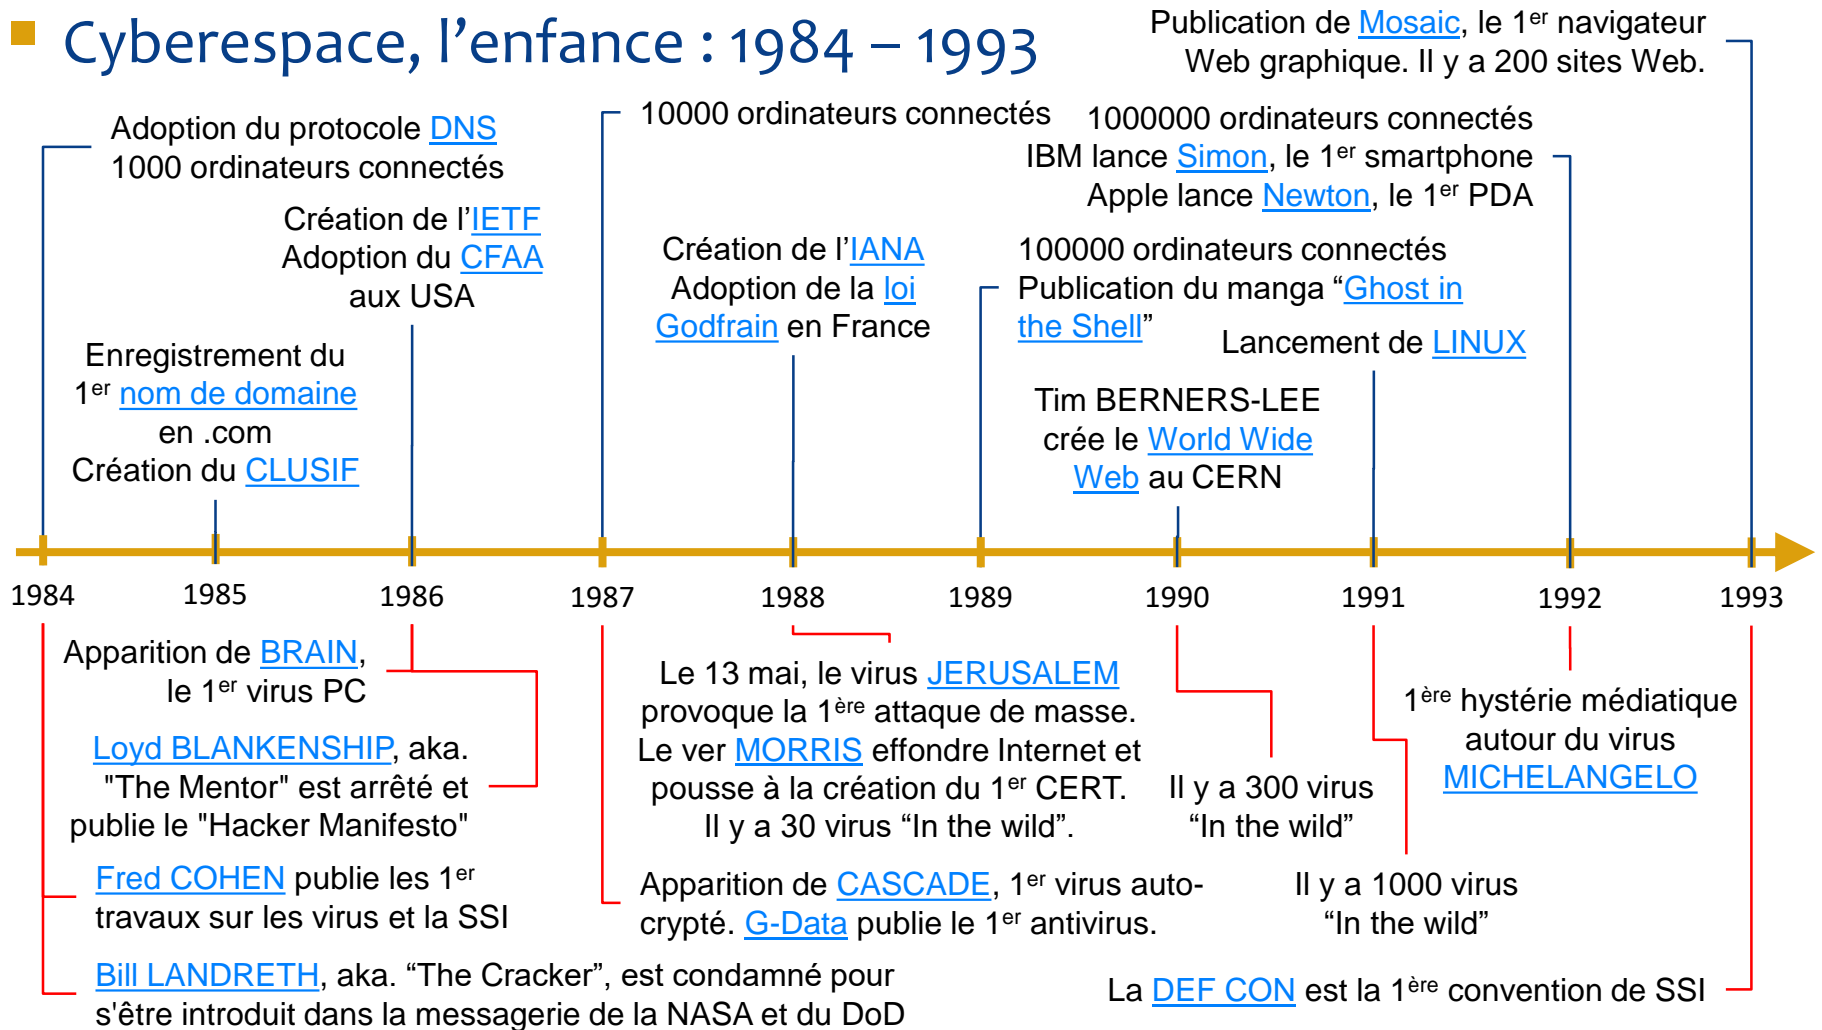 Cyberespace, l'enfance : 1984 – 1993
Publication de Mosaic, le 1er navigateur
Web graphique. Il y a 200 sites Web.
Adoption du protocole DNS
1000 ordinateurs connectés
10000 ordinateurs connectés
1000000 ordinateurs connectés
IBM lance Simon, le 1er smartphone
Apple lance Newton, le 1er PDA
Création de l'IETF
Adoption du CFAA
aux USA
Création de l'IANA
Adoption de la loi
Godfrain en France
100000 ordinateurs connectés
Publication du manga “Ghost in
the Shell”
Lancement de LINUX
Enregistrement du
1er nom de domaine
en .com
Création du CLUSIF
Tim BERNERS-LEE
crée le World Wide
Web au CERN
1984
1985
1986
1987
1988
1989
1990
1991
1992
1993
Apparition de BRAIN,
le 1er virus PC
Loyd BLANKENSHIP, aka.
"The Mentor" est arrêté et
publie le "Hacker Manifesto"
Fred COHEN publie les 1er
travaux sur les virus et la SSI
Bill LANDRETH, aka. “The Cracker”, est condamné pour
s'être introduit dans la messagerie de la NASA et du DoD
Le 13 mai, le virus JERUSALEM
provoque la 1ère attaque de masse.
Le ver MORRIS effondre Internet et
pousse à la création du 1er CERT.
Il y a 30 virus “In the wild”.
Apparition de CASCADE, 1er virus auto-
crypté. G-Data publie le 1er antivirus.
Il y a 300 virus
“In the wild”
Il y a 1000 virus
“In the wild”
1ère hystérie médiatique
autour du virus
MICHELANGELO
La DEF CON est la 1ère convention de SSI